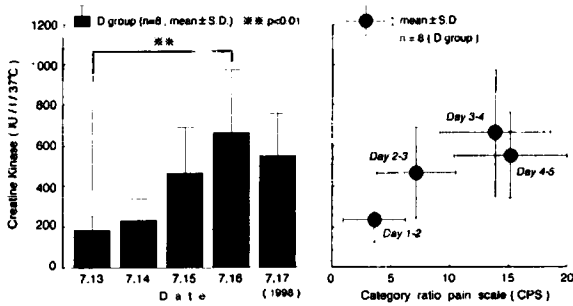 D group (n=8, mean±S.D.) ※※ p<0.01
※※
Creatine Kinase (IU/l/37℃)
1200
1000
800
600
400
200
0
7.13 7.14 7.15 7.16 7.17
(1998)
Date
mean±S.D
n=8 (D group)
Day 3-4
Day 2-3
Day 4-5
Day 1-2
0 5 10 15 20
Category ratio pain scale (CPS)